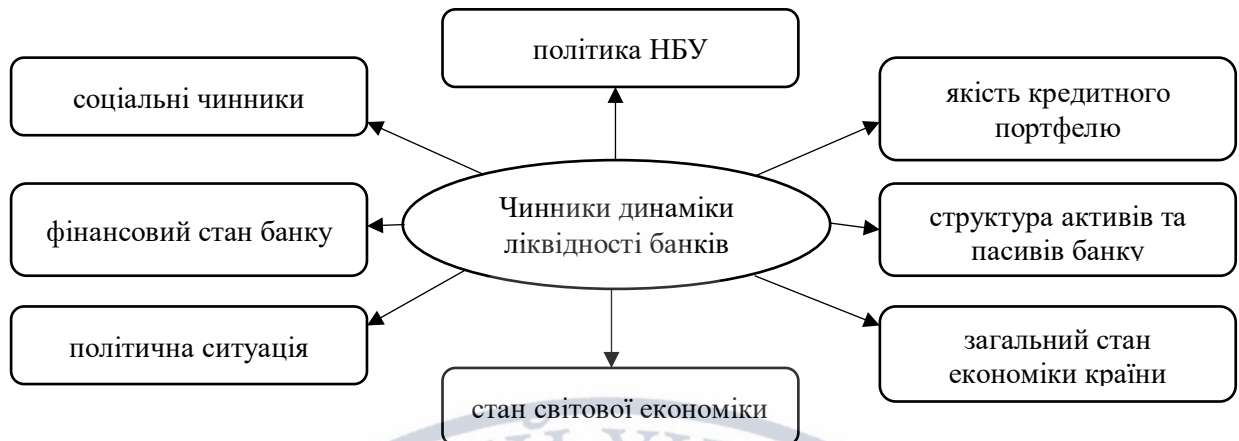 політика НБУ
соціальні чинники
якість кредитного
портфелю
Чинники динаміки
ліквідності банків
фінансовий стан банку
структура активів та
пасивів банку
політична ситуація
загальний стан
економіки країни
стан світової економіки